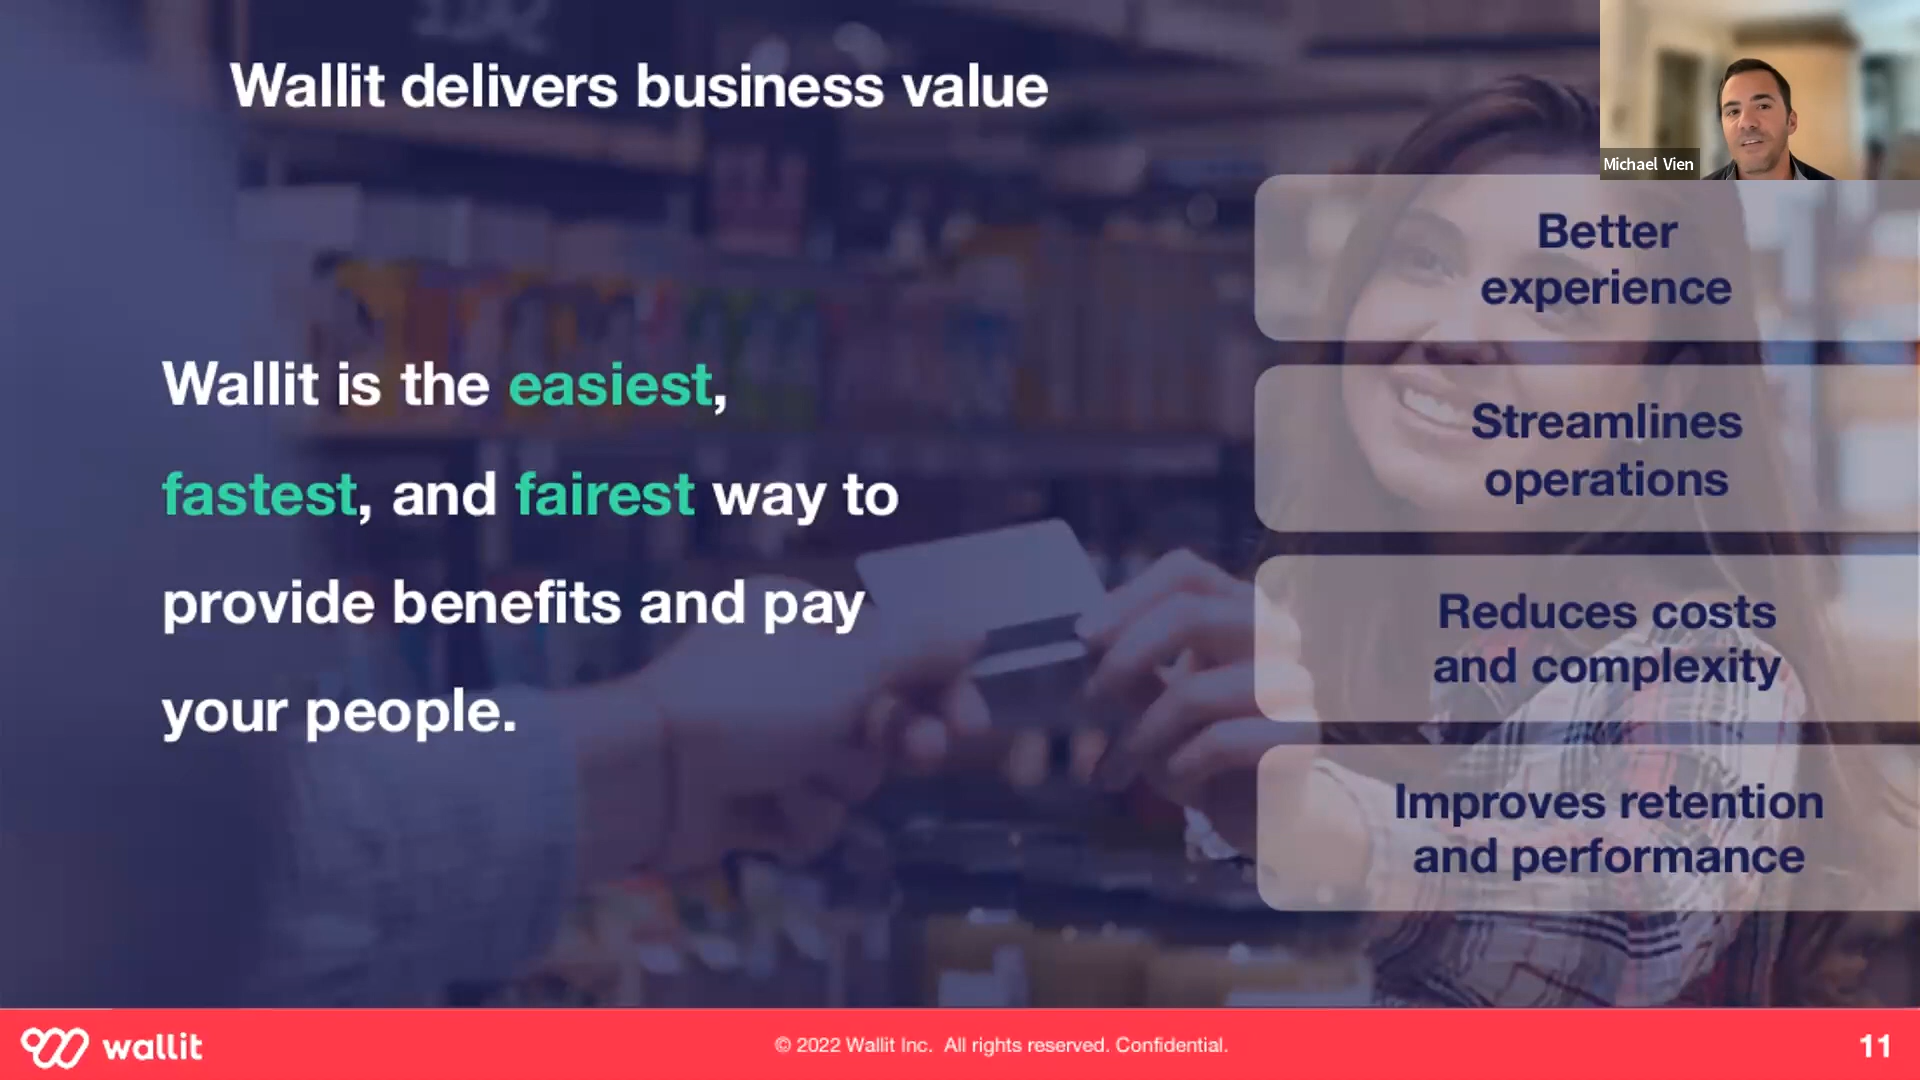 Wallit delivers business value
Michael Vien
Better
experience
Wallit is the easiest,
fastest, and fairest way to
provide benefits and pay
your people.
Streamlines
operations
Reduces costs
and complexity
Improves retention
and performance
wallit
© 2022 Wallit Inc. All rights reserved. Confidential.
11